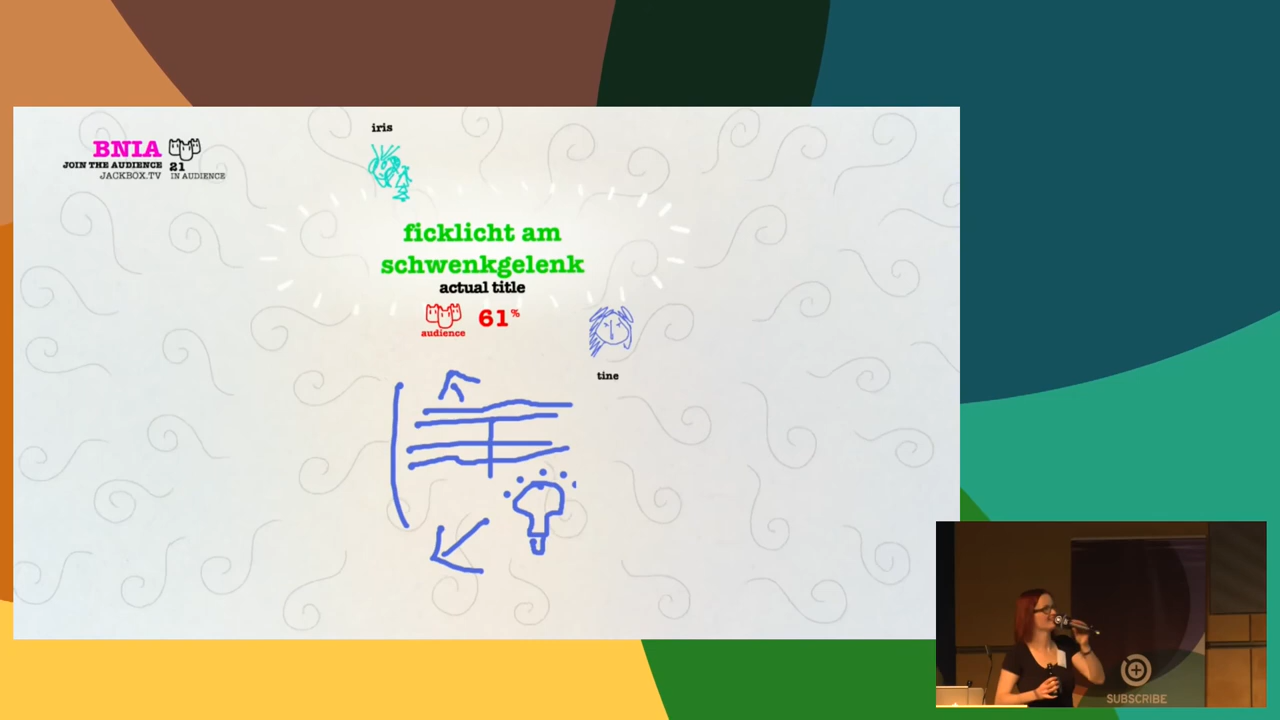 iris
BNIA
JOIN THE AUDIENCE
JACKBOX.TV
21
IN AUDIENCE
ficklicht am
schwenkgelenk
actual title
audience
61%
tine
SUBSCRIBE